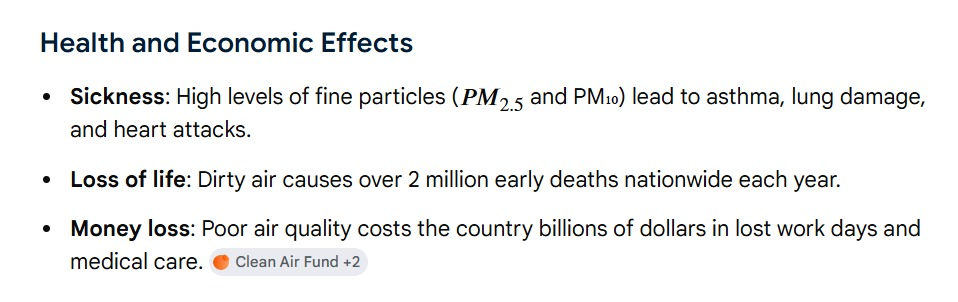 Health and Economic Effects
• Sickness: High levels of fine particles (PM2.5 and PM₁₀) lead to asthma, lung damage,
and heart attacks.
• Loss of life: Dirty air causes over 2 million early deaths nationwide each year.
• Money loss: Poor air quality costs the country billions of dollars in lost work days and
medical care. Clean Air Fund +2